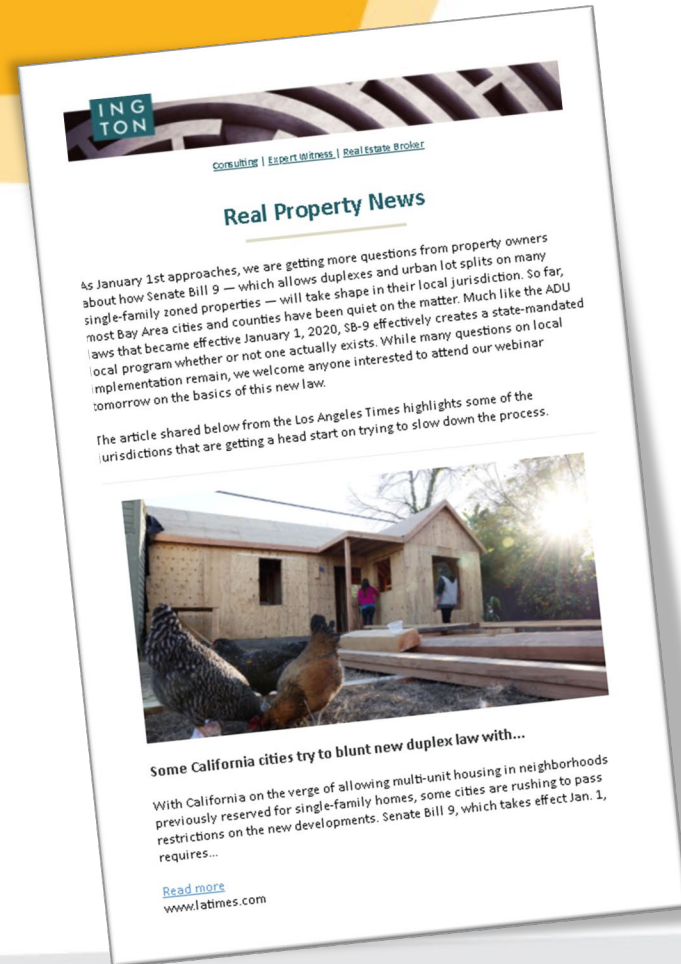 ING
TON
Consulting | Expert Witness | Real Estate Broker
Real Property News
As January 1st approaches, we are getting more questions from property owners
about how Senate Bill 9 — which allows duplexes and urban lot splits on many
single-family zoned properties — will take shape in their local jurisdiction. So far,
most Bay Area cities and counties have been quiet on the matter. Much like the ADU
laws that became effective January 1, 2020, SB-9 effectively creates a state-mandated
local program whether or not one actually exists. While many questions on local
implementation remain, we welcome anyone interested to attend our webinar
tomorrow on the basics of this new law.
The article shared below from the Los Angeles Times highlights some of the
jurisdictions that are getting a head start on trying to slow down the process.
Some California cities try to blunt new duplex law with...
With California on the verge of allowing multi-unit housing in neighborhoods
previously reserved for single-family homes, some cities are rushing to pass
restrictions on the new developments. Senate Bill 9, which takes effect Jan. 1,
requires...
Read more
www.latimes.com